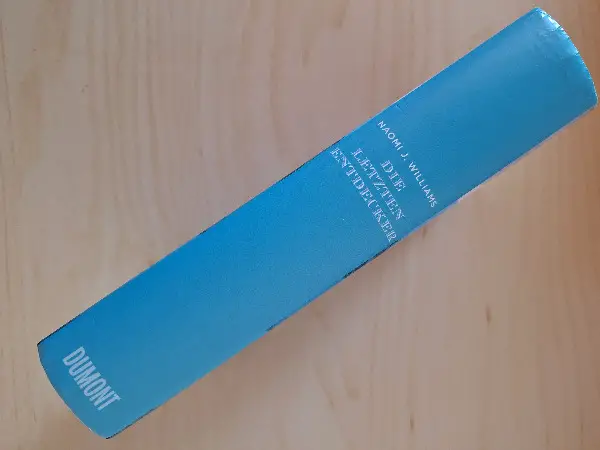 NAOMI J. WILLIAMS
DIE
LETZTEN
ENTDECKER
DUMONT